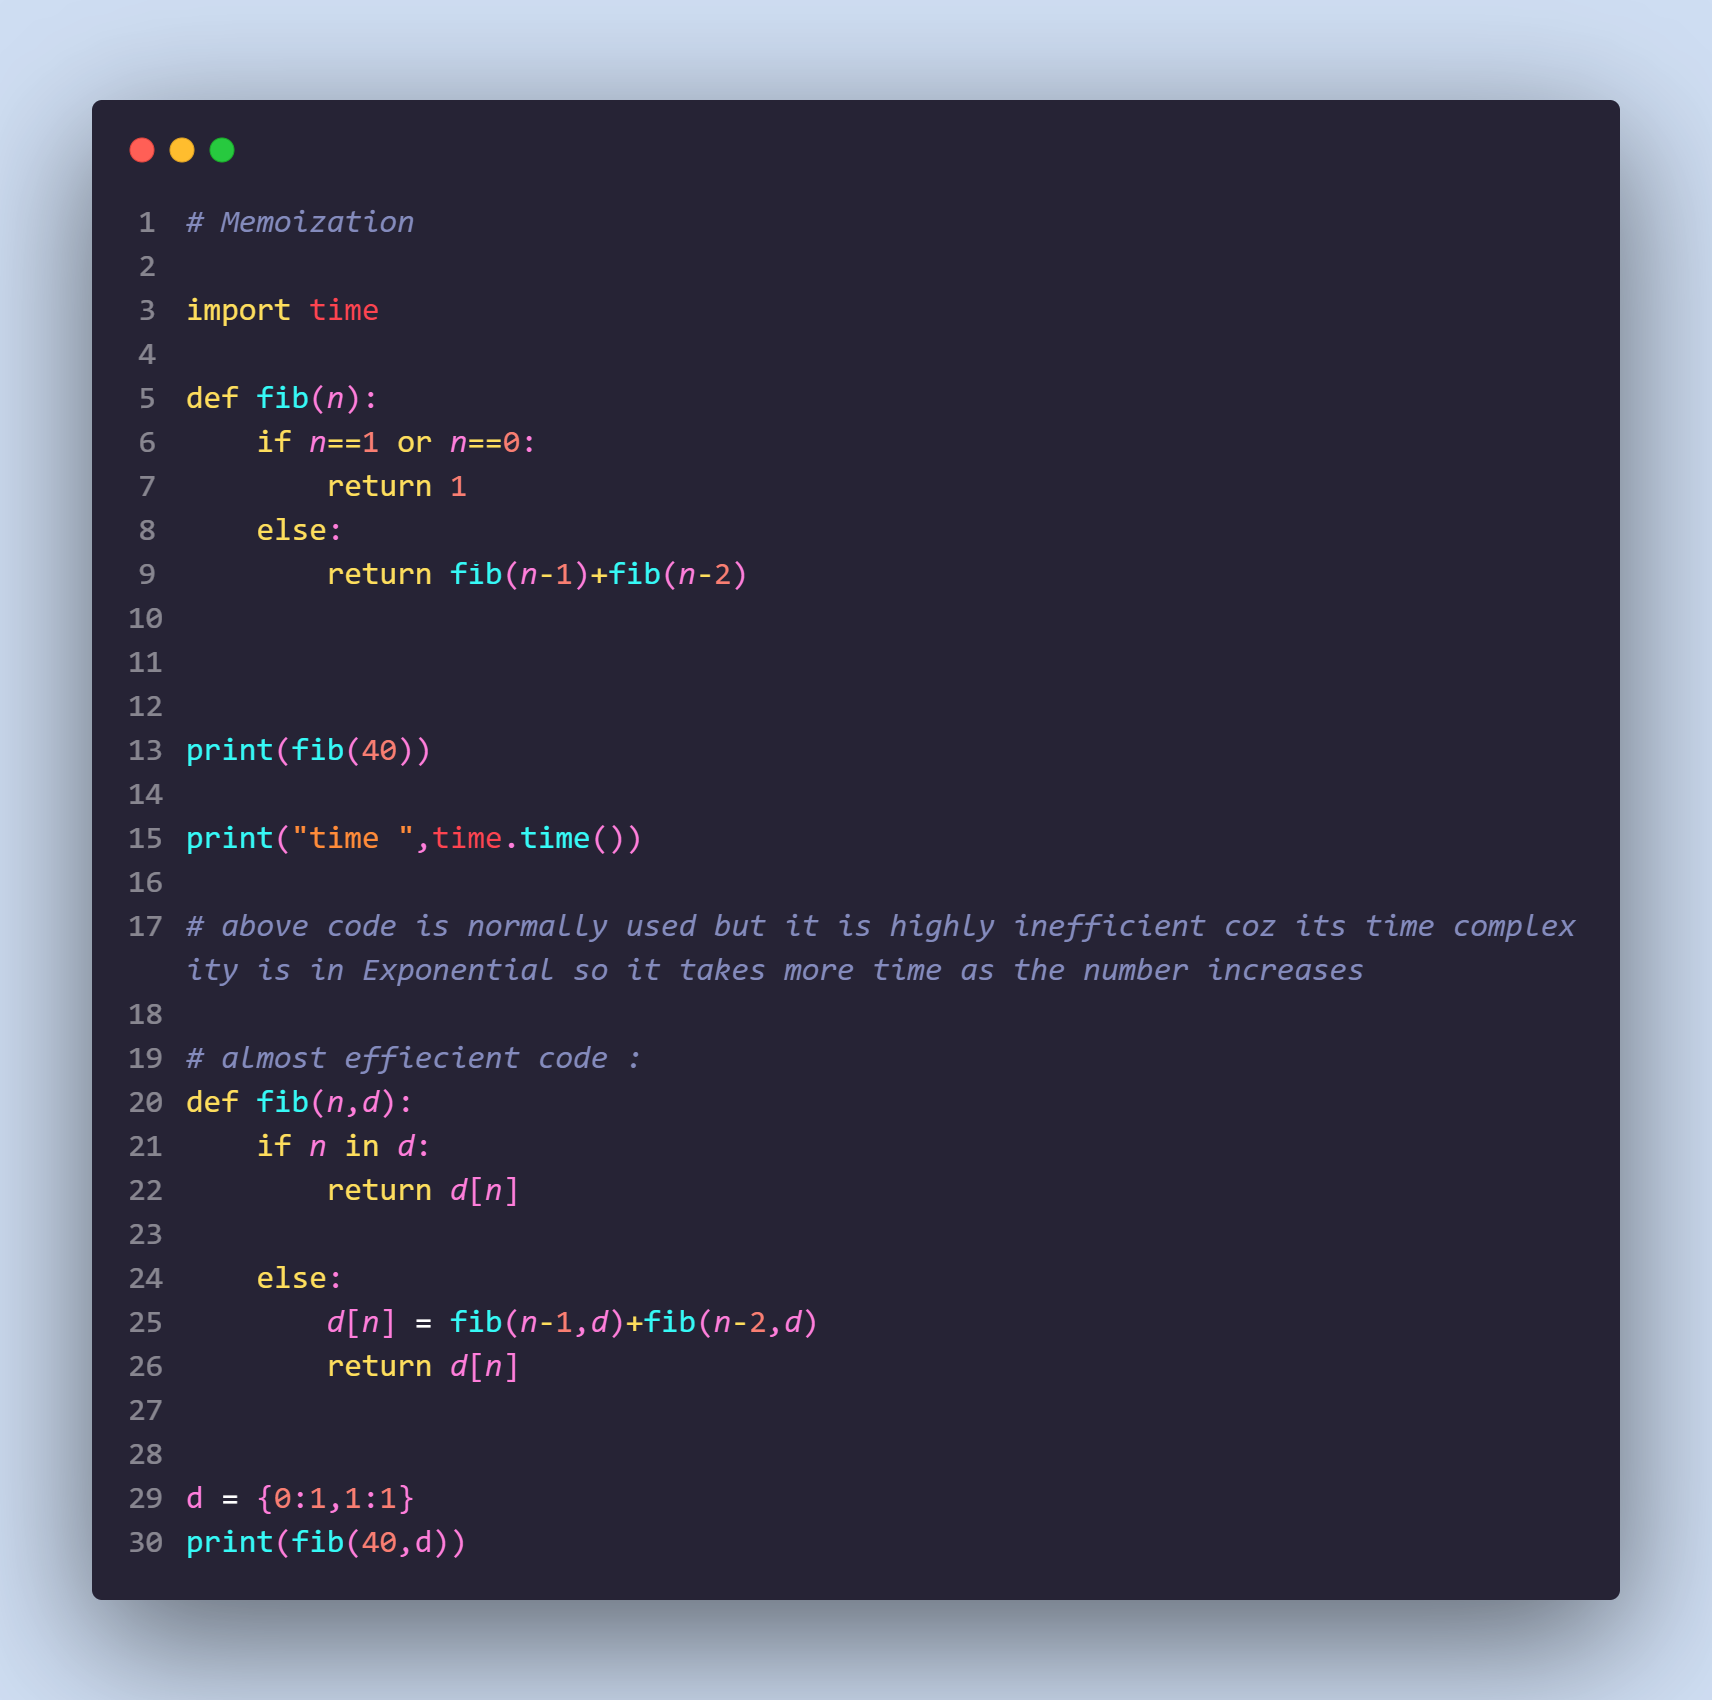 1 # Memoization
2
3 import time
4
5 def fib(n):
6     if n==1 or n==0:
7         return 1
8     else:
9         return fib(n-1)+fib(n-2)
10
11
12
13 print(fib(40))
14
15 print("time ",time.time())
16
17 # above code is normally used but it is highly inefficient coz its time complex
ity is in Exponential so it takes more time as the number increases
18
19 # almost effiecient code :
20 def fib(n,d):
21     if n in d:
22         return d[n]
23
24     else:
25         d[n] = fib(n-1,d)+fib(n-2,d)
26         return d[n]
27
28
29 d = {0:1,1:1}
30 print(fib(40,d))